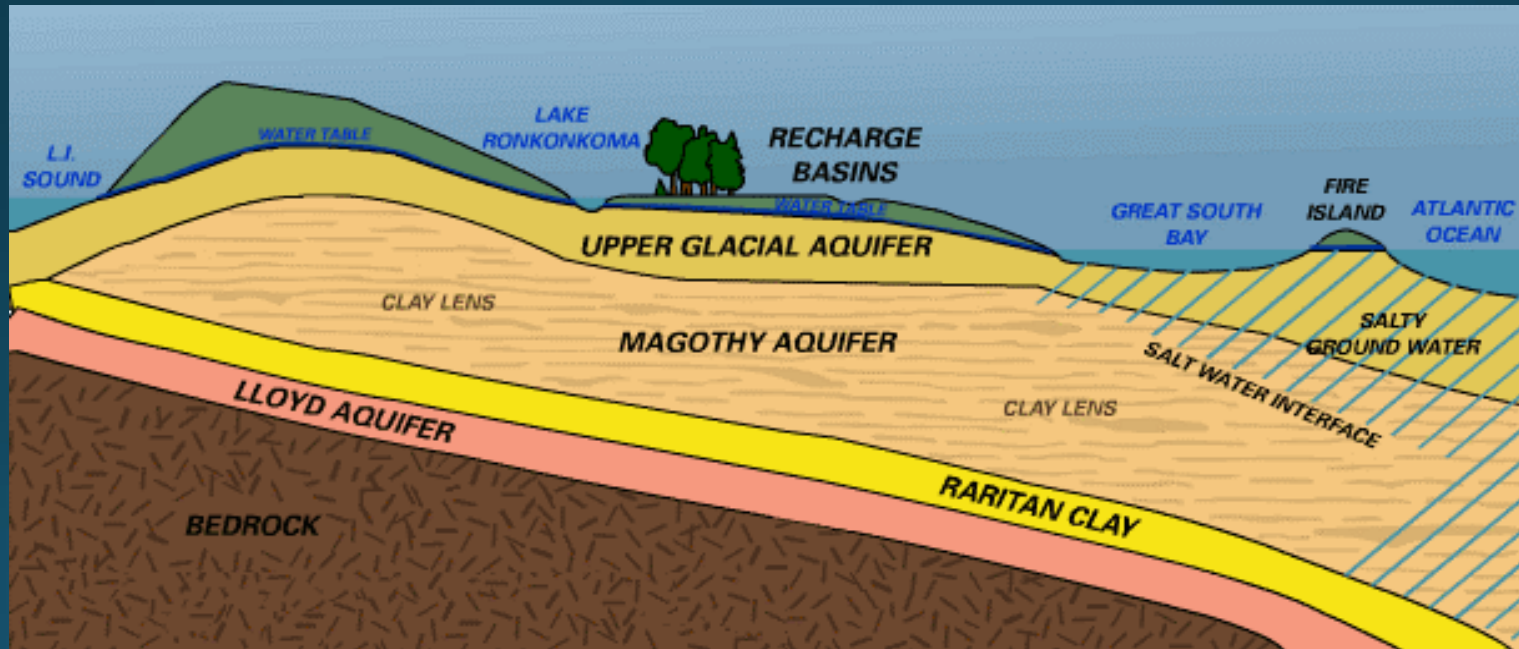 L.I.
SOUND
WATER TABLE
LAKE
RONKONKOMA
RECHARGE
BASINS
WATER TABLE
GREAT SOUTH
BAY
FIRE
ISLAND
ATLANTIC
OCEAN
UPPER GLACIAL AQUIFER
CLAY LENS
MAGOTHY AQUIFER
CLAY LENS
SALTY
GROUND WATER
SALT WATER INTERFACE
LLOYD AQUIFER
RARITAN CLAY
BEDROCK